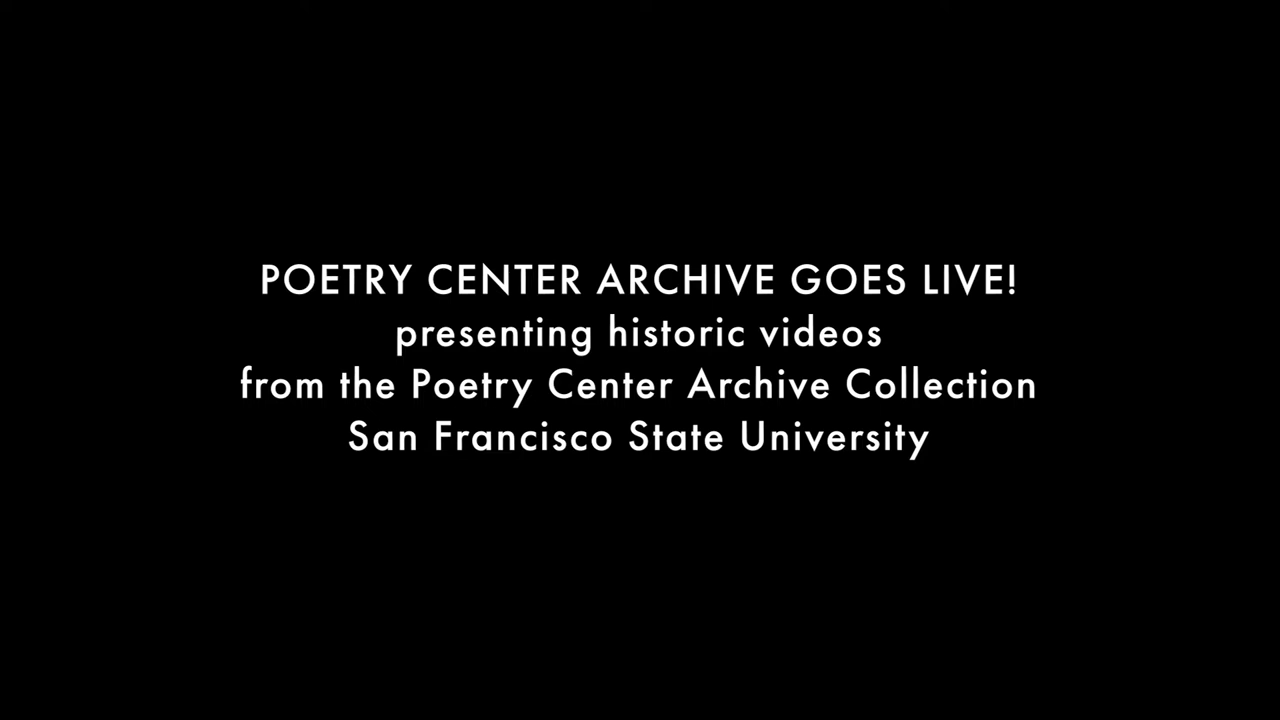 POETRY CENTER ARCHIVE GOES LIVE!
presenting historic videos
from the Poetry Center Archive Collection
San Francisco State University